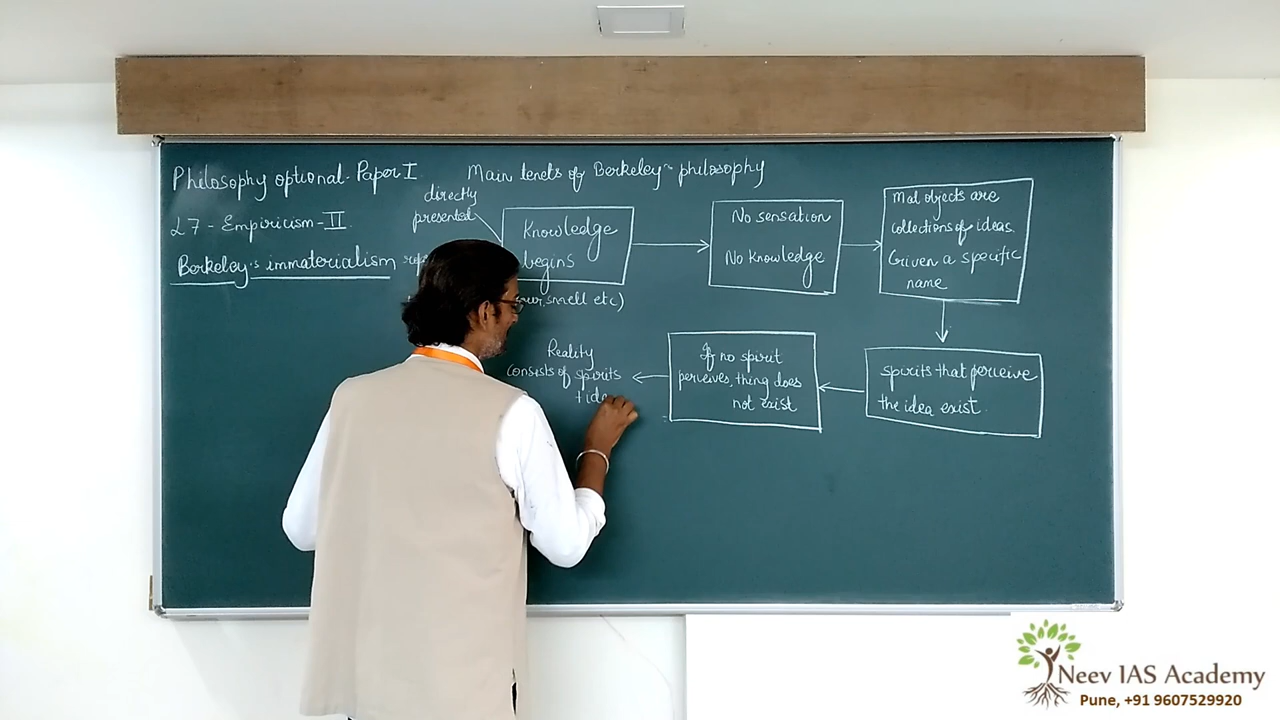 Philosophy optional - Paper I
Main tenets of Berkeley's philosophy
L7 - Empiricism - II
Berkeley's immaterialism
directly
presented
Knowledge
begins
smell etc)
No sensation
No Knowledge
Mat objects are
collections of ideas.
Given a specific
name
spirits that perceive
the idea exist.
If no spirit
perceives, thing does
not exist
Reality
consists of spirits
+ ide
Neev IAS Academy
Pune, +91 9607529920